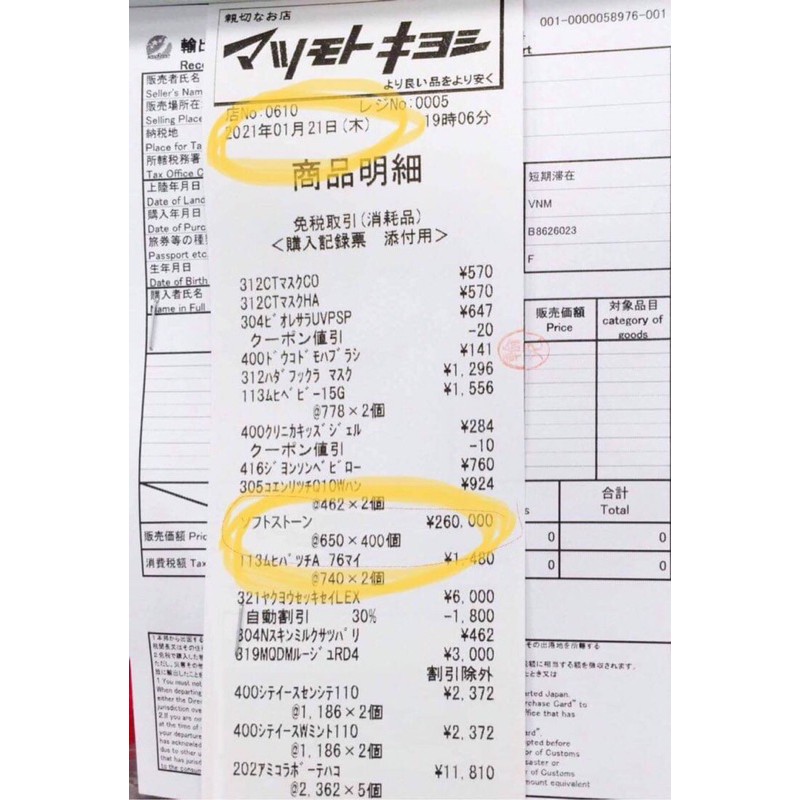 親切なお店
マツモトキヨシ
より良い品をより安く
001-0000058976-001
店No:0610 レジNo:0005
2021年01月21日(木) 19時06分
商品明細
免税取引(消耗品)
<購入記録票 添付用>
312CTマスクCO ¥570
312CTマスクHA ¥570
304ビオレサラUVPSP ¥647
クーポン値引 -20
400ドウコドモハブラシ ¥141
312ハダフックラ マスク ¥1,296
113ムヒベビー15G ¥1,556
@778×2個
400クリニカキッズジェル ¥284
クーポン値引 -10
416ジヨンソンベビロー ¥760
305コエンリツチQ10Wハン ¥924
@462×2個
ソフトストーン ¥260,000
@650×400個
113ムヒパツチA 76マイ ¥1,480
@740×2個
321ヤクヨウセッキセイLEX ¥6,000
自動割引 30% -1,800
304Nスキンミルクサツパリ ¥462
319MQDMルージュRD4 ¥3,000
割引除外
400シテイースセンシテ110 ¥2,372
@1,186×2個
400シテイースWミント110 ¥2,372
@1,186×2個
202アミコラボーテハコ ¥11,810
@2,362×5個
販売者氏名
Seller's Nam
販売場所在
Selling Place
納税地
Place for Ta
所轄税務署
Tax Office C
上陸年月日
Date of Land
購入年月日
Date of Purc
旅券等の種
Passport etc.
生年月日
Date of Birth
購入者氏名
Name in Full
短期滞在
VNM
B8626023
F
販売価額
Price
対象品目
category of
goods
合計
Total
販売価額 Pric
0 0
消費税額 Tax
0 0